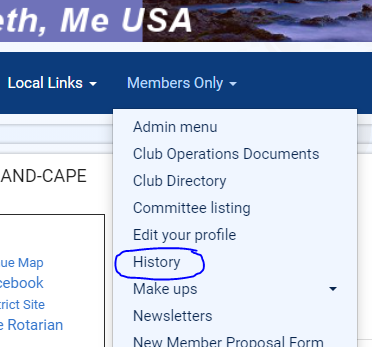 eth, Me USA
Local Links Members Only
Admin menu
AND-CAPE
Club Operations Documents
Club Directory
Committee listing
Edit your profile
ue Map
History
cebook
Make ups
trict Site
Newsletters
e Rotarian
New Member Proposal Form